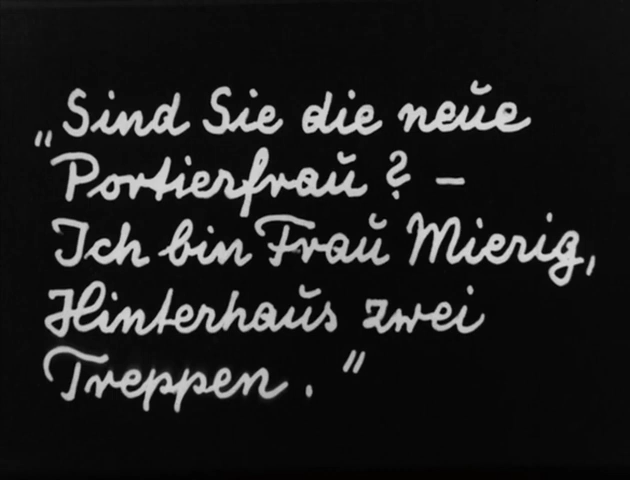 „Sind Sie die neue
Portierfrau? –
Ich bin Frau Mierig,
Hinterhaus zwei
Treppen."